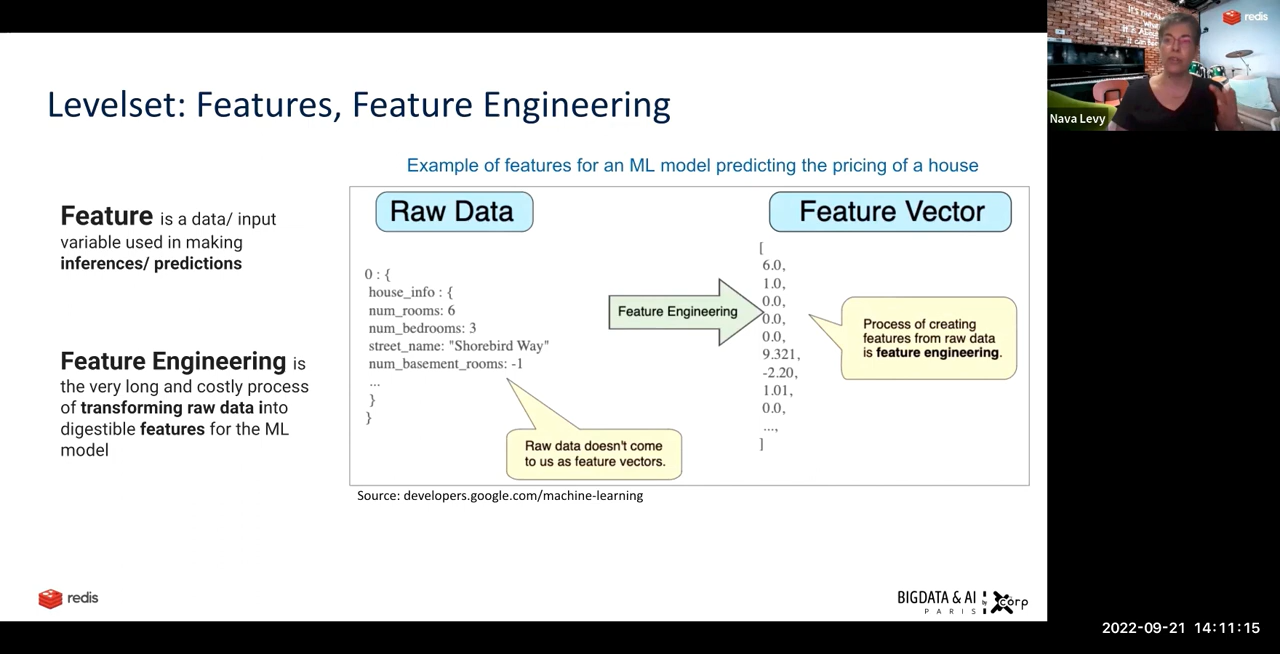 Levelset: Features, Feature Engineering
Example of features for an ML model predicting the pricing of a house
Feature is a data/ input
variable used in making
inferences/ predictions
Feature Engineering is
the very long and costly process
of transforming raw data into
digestible features for the ML
model
Raw Data
0 : {
house_info : {
num_rooms: 6
num_bedrooms: 3
street_name: "Shorebird Way"
num_basement_rooms: -1
...
}
}
Raw data doesn't come
to us as feature vectors.
Feature Engineering
Feature Vector
[
6.0,
1.0,
0.0,
0.0,
0.0,
9.321,
-2.20,
1.01,
0.0,
...,
]
Process of creating
features from raw data
is feature engineering.
Source: developers.google.com/machine-learning
redis
BIGDATA & AI
PARIS
by
corp
redis
Nava Levy
2022-09-21 14:11:15